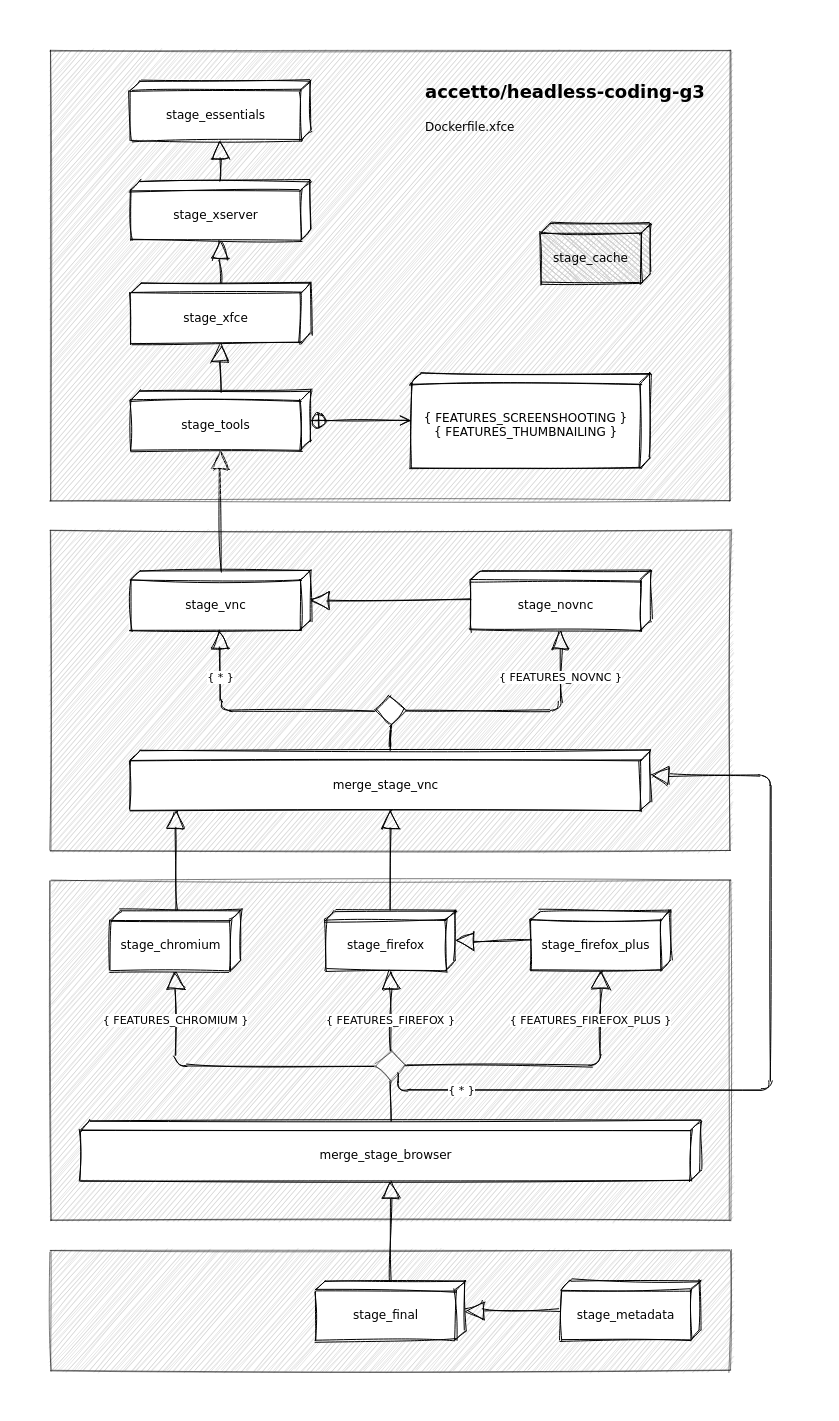 accetto/headless-coding-g3
Dockerfile.xfce
stage_essentials
stage_xserver
stage_cache
stage_xfce
stage_tools
{ FEATURES_SCREENSHOOTING }
{ FEATURES_THUMBNAILING }
stage_vnc
stage_novnc
{ * }
{ FEATURES_NOVNC }
merge_stage_vnc
stage_chromium
stage_firefox
stage_firefox_plus
{ FEATURES_CHROMIUM }
{ FEATURES_FIREFOX }
{ FEATURES_FIREFOX_PLUS }
{ * }
merge_stage_browser
stage_final
stage_metadata